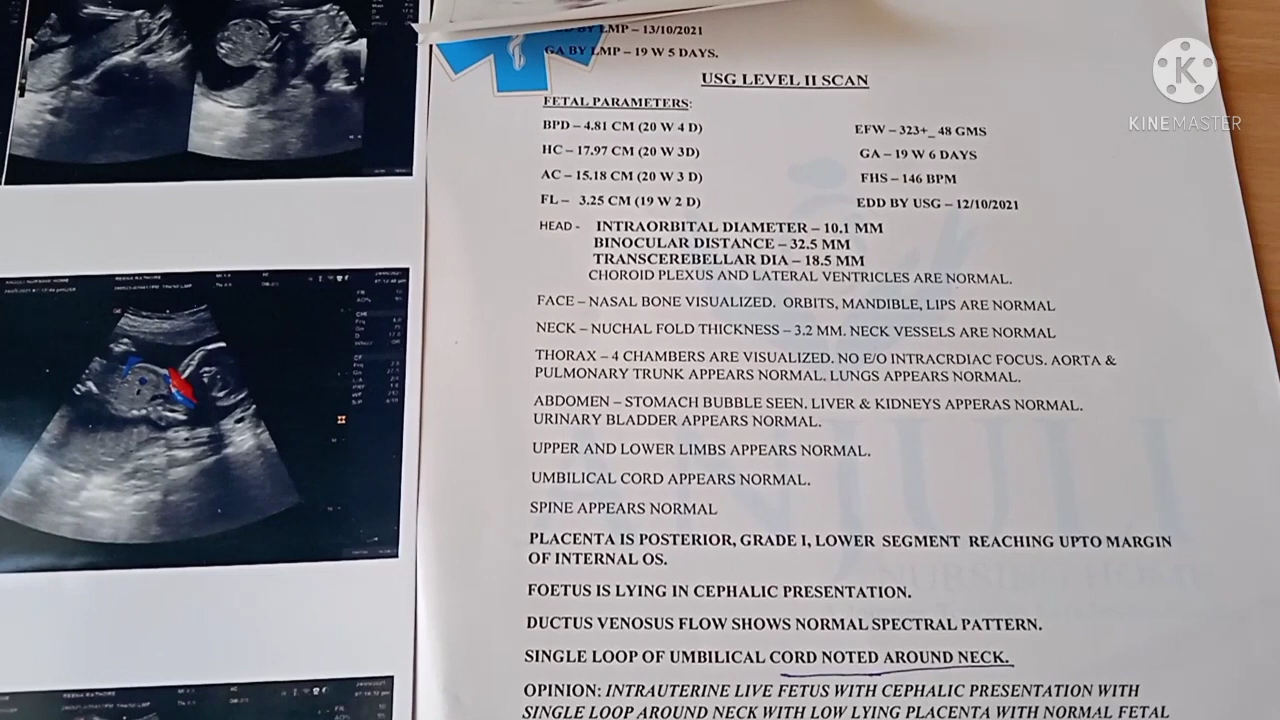 BY LMP – 13/10/2021
GA BY LMP – 19 W 5 DAYS.
USG LEVEL II SCAN
FETAL PARAMETERS:
BPD – 4.81 CM (20 W 4 D)
EFW – 323+_ 48 GMS
HC – 17.97 CM (20 W 3D)
GA – 19 W 6 DAYS
AC – 15.18 CM (20 W 3 D)
FHS – 146 BPM
FL – 3.25 CM (19 W 2 D)
EDD BY USG – 12/10/2021
HEAD - INTRAORBITAL DIAMETER – 10.1 MM
BINOCULAR DISTANCE – 32.5 MM
TRANSCEREBELLAR DIA – 18.5 MM
CHOROID PLEXUS AND LATERAL VENTRICLES ARE NORMAL.
FACE – NASAL BONE VISUALIZED. ORBITS, MANDIBLE, LIPS ARE NORMAL
NECK – NUCHAL FOLD THICKNESS – 3.2 MM. NECK VESSELS ARE NORMAL
THORAX – 4 CHAMBERS ARE VISUALIZED. NO E/O INTRACRDIAC FOCUS. AORTA &
PULMONARY TRUNK APPEARS NORMAL. LUNGS APPEARS NORMAL.
ABDOMEN – STOMACH BUBBLE SEEN. LIVER & KIDNEYS APPERAS NORMAL.
URINARY BLADDER APPEARS NORMAL.
UPPER AND LOWER LIMBS APPEARS NORMAL.
UMBILICAL CORD APPEARS NORMAL.
SPINE APPEARS NORMAL
PLACENTA IS POSTERIOR, GRADE I, LOWER SEGMENT REACHING UPTO MARGIN
OF INTERNAL OS.
FOETUS IS LYING IN CEPHALIC PRESENTATION.
DUCTUS VENOSUS FLOW SHOWS NORMAL SPECTRAL PATTERN.
SINGLE LOOP OF UMBILICAL CORD NOTED AROUND NECK.
OPINION: INTRAUTERINE LIVE FETUS WITH CEPHALIC PRESENTATION WITH
SINGLE LOOP AROUND NECK WITH LOW LYING PLACENTA WITH NORMAL FETAL
K
KINEMASTER